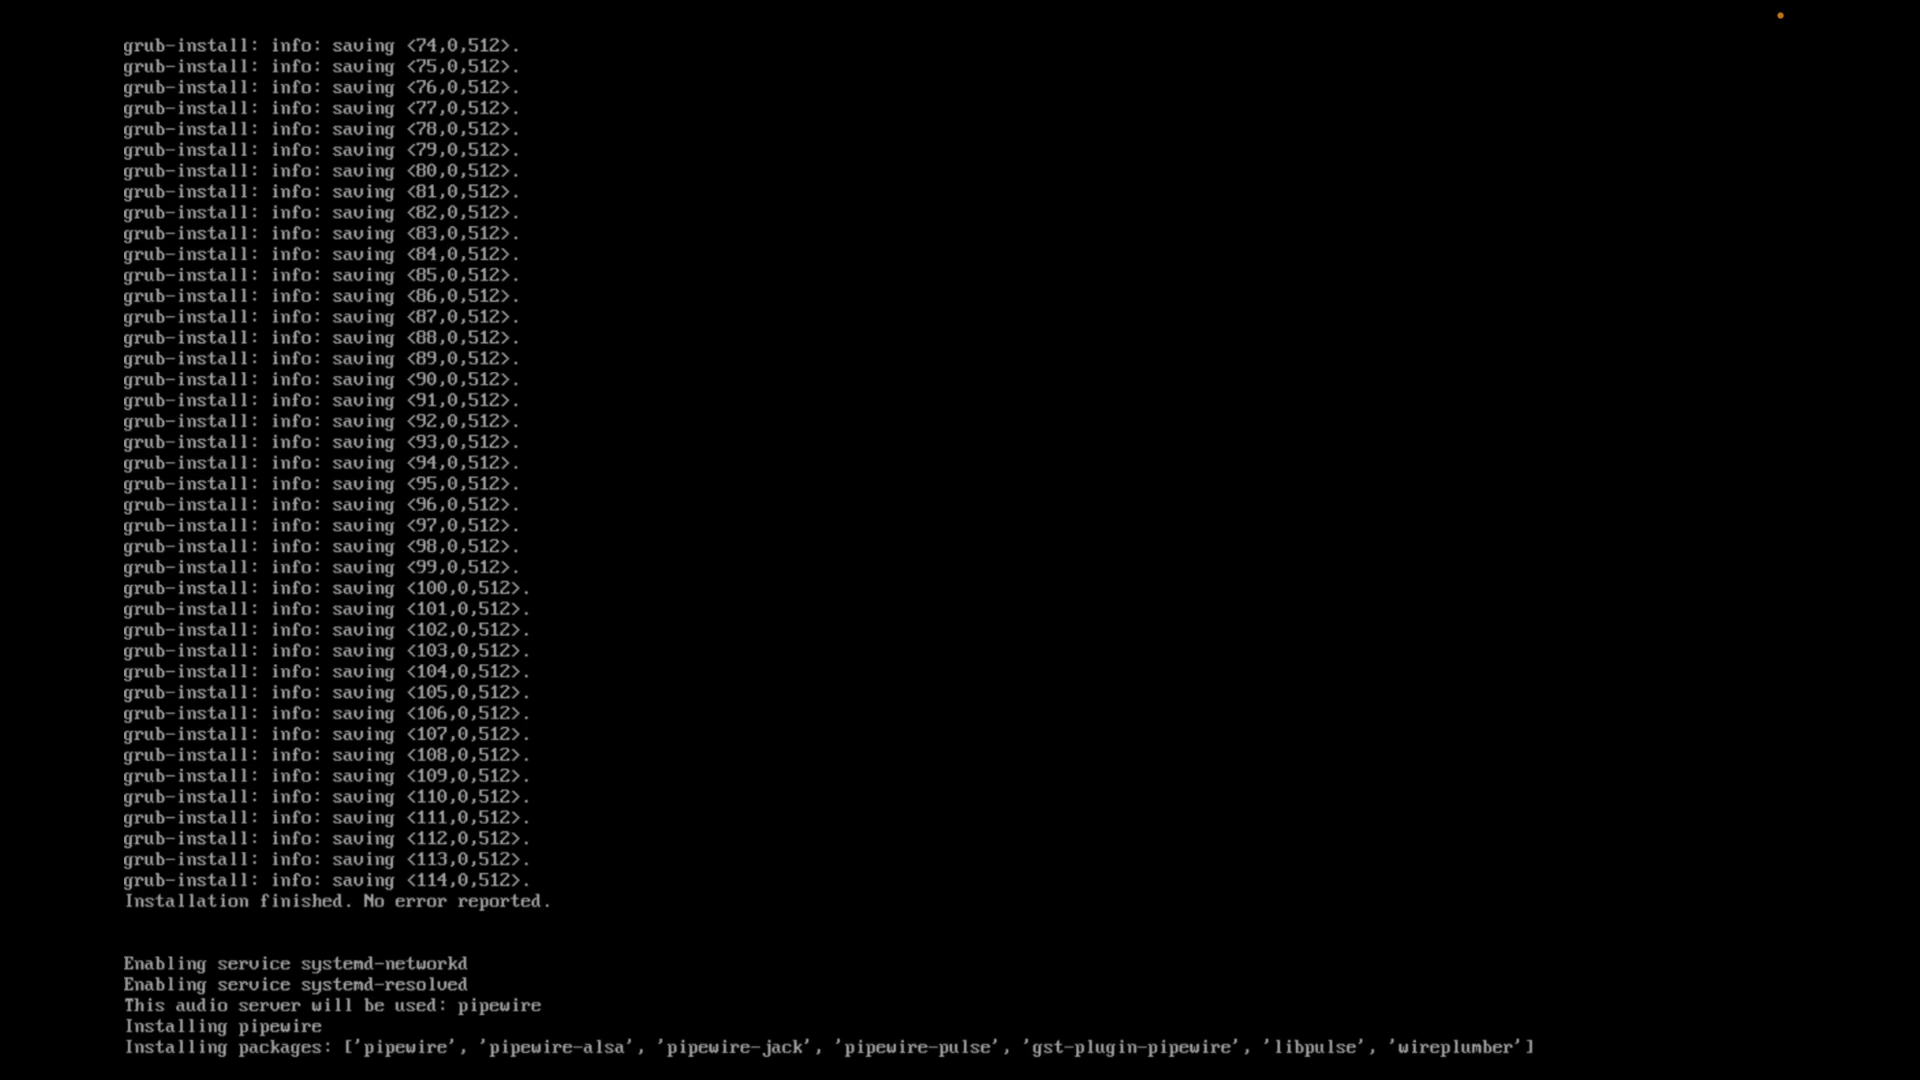 grub-install: info: saving <74,0,512>.
grub-install: info: saving <75,0,512>.
grub-install: info: saving <76,0,512>.
grub-install: info: saving <77,0,512>.
grub-install: info: saving <78,0,512>.
grub-install: info: saving <79,0,512>.
grub-install: info: saving <80,0,512>.
grub-install: info: saving <81,0,512>.
grub-install: info: saving <82,0,512>.
grub-install: info: saving <83,0,512>.
grub-install: info: saving <84,0,512>.
grub-install: info: saving <85,0,512>.
grub-install: info: saving <86,0,512>.
grub-install: info: saving <87,0,512>.
grub-install: info: saving <88,0,512>.
grub-install: info: saving <89,0,512>.
grub-install: info: saving <90,0,512>.
grub-install: info: saving <91,0,512>.
grub-install: info: saving <92,0,512>.
grub-install: info: saving <93,0,512>.
grub-install: info: saving <94,0,512>.
grub-install: info: saving <95,0,512>.
grub-install: info: saving <96,0,512>.
grub-install: info: saving <97,0,512>.
grub-install: info: saving <98,0,512>.
grub-install: info: saving <99,0,512>.
grub-install: info: saving <100,0,512>.
grub-install: info: saving <101,0,512>.
grub-install: info: saving <102,0,512>.
grub-install: info: saving <103,0,512>.
grub-install: info: saving <104,0,512>.
grub-install: info: saving <105,0,512>.
grub-install: info: saving <106,0,512>.
grub-install: info: saving <107,0,512>.
grub-install: info: saving <108,0,512>.
grub-install: info: saving <109,0,512>.
grub-install: info: saving <110,0,512>.
grub-install: info: saving <111,0,512>.
grub-install: info: saving <112,0,512>.
grub-install: info: saving <113,0,512>.
grub-install: info: saving <114,0,512>.
Installation finished. No error reported.
Enabling service systemd-networkd
Enabling service systemd-resolved
This audio server will be used: pipewire
Installing pipewire
Installing packages: ['pipewire', 'pipewire-alsa', 'pipewire-jack', 'pipewire-pulse', 'gst-plugin-pipewire', 'libpulse', 'wireplumber']